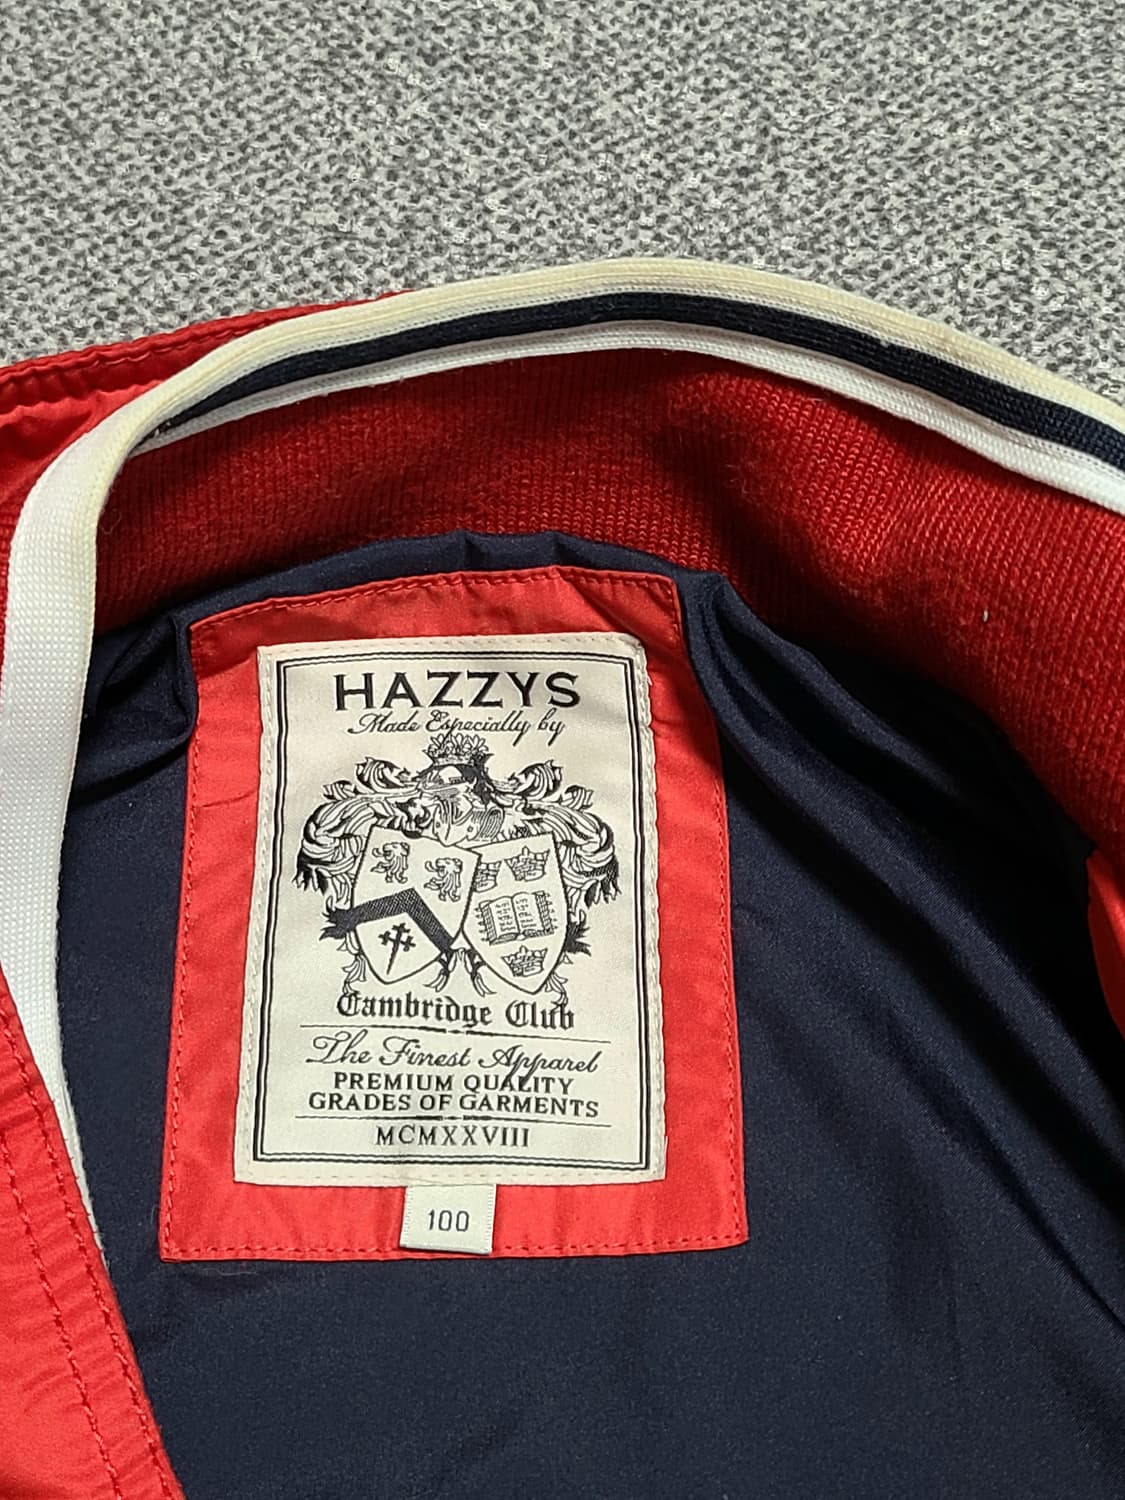 HAZZYS
Made Especially by
Cambridge Club
The Finest Apparel
PREMIUM QUALITY
GRADES OF GARMENTS
MCMXXVIII
100